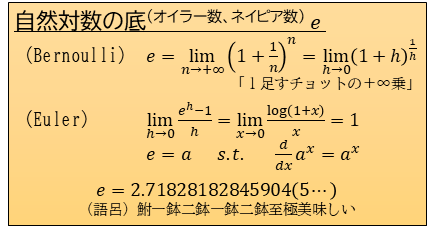 自然対数の底(オイラー数、ネイピア数) e
(Bernoulli) e = lim_{n→+∞} (1 + 1/n)^n = lim_{h→0} (1 + h)^{1/h}
「1足すチョットの+∞乗」
(Euler) lim_{h→0} (e^h−1)/h = lim_{x→0} log(1+x)/x = 1
e = a s.t. d/dx a^x = a^x
e = 2.71828182845904(5⋯)
(語呂) 鮒一鉢二鉢一鉢二鉢至極美味しい